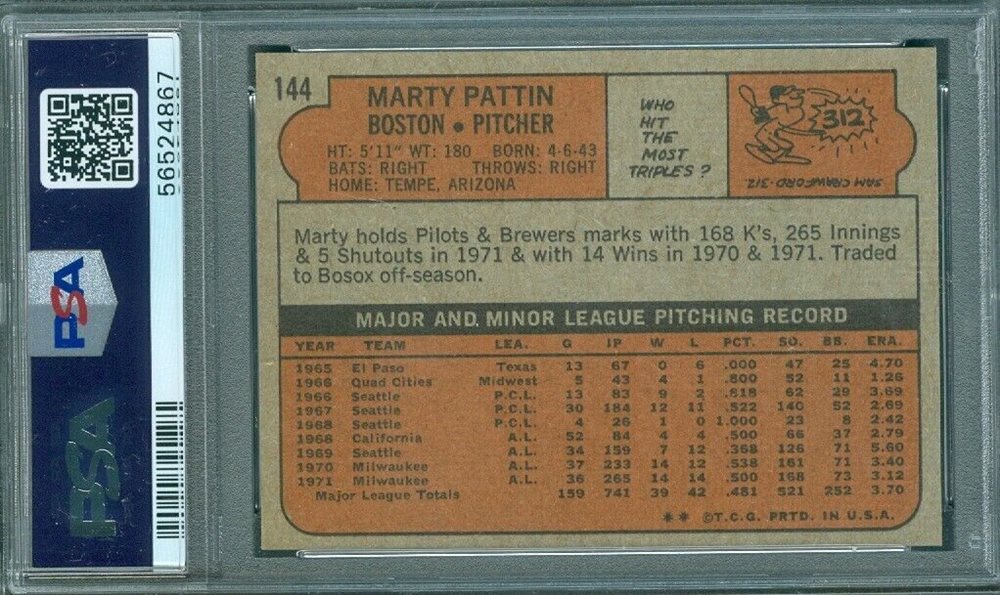 56524867
PSA
PSA
144
MARTY PATTIN
BOSTON • PITCHER
HT: 5'11" WT: 180 BORN: 4-6-43
BATS: RIGHT THROWS: RIGHT
HOME: TEMPE, ARIZONA
WHO
HIT
THE
MOST
TRIPLES?
312
SAM CRAWFORD-312
Marty holds Pilots & Brewers marks with 168 K's, 265 Innings
& 5 Shutouts in 1971 & with 14 Wins in 1970 & 1971. Traded
to Bosox off-season.
MAJOR AND MINOR LEAGUE PITCHING RECORD
YEAR TEAM LEA. G IP W L PCT. SO. BB. ERA.
1965 El Paso Texas 13 67 0 6 .000 47 25 4.70
1966 Quad Cities Midwest 5 43 4 1 .800 52 11 1.26
1966 Seattle P.C.L. 13 83 9 2 .818 62 29 3.69
1967 Seattle P.C.L. 30 184 12 11 .522 140 52 2.69
1968 Seattle P.C.L. 4 26 1 0 1.000 23 8 2.42
1968 California A.L. 52 84 4 4 .500 66 37 2.79
1969 Seattle A.L. 34 159 7 12 .368 126 71 5.60
1970 Milwaukee A.L. 37 233 14 12 .538 161 71 3.40
1971 Milwaukee A.L. 36 265 14 14 .500 168 73 3.12
Major League Totals 159 741 39 42 .481 521 252 3.70
** ©T.C.G. PRTD. IN U.S.A.